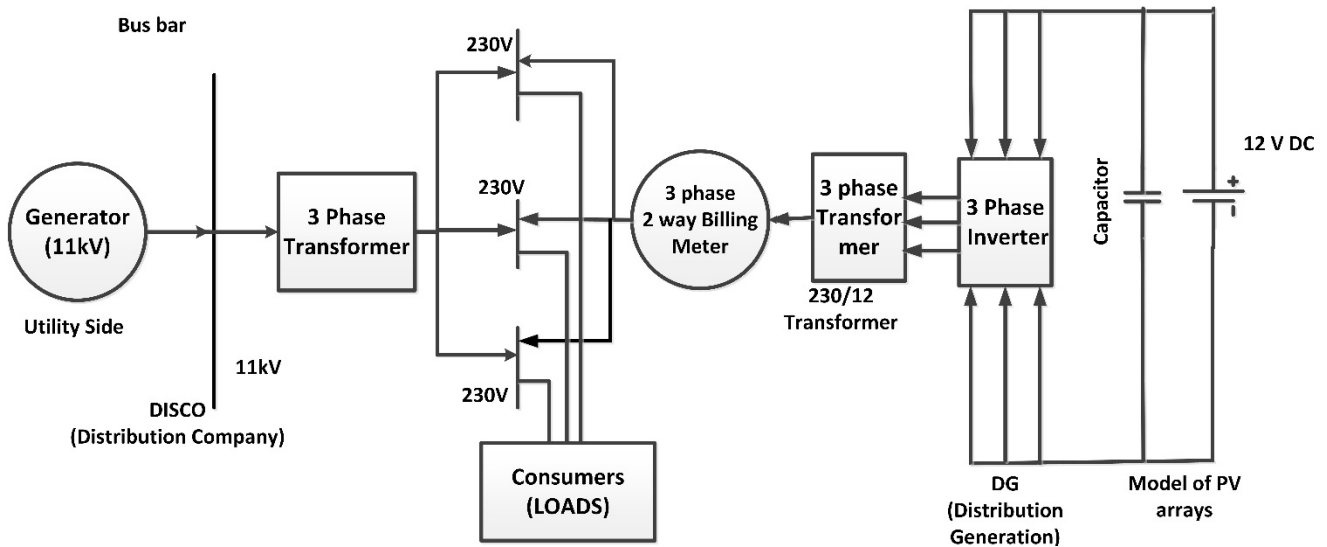 Bus bar
Generator
(11kV)
Utility Side
11kV
DISCO
(Distribution Company)
3 Phase
Transformer
230V
230V
230V
Consumers
(LOADS)
3 phase
2 way Billing
Meter
3 phase
Transfor
mer
230/12
Transformer
3 Phase
Inverter
Capacitor
12 V DC
+
-
DG
(Distribution
Generation)
Model of PV
arrays